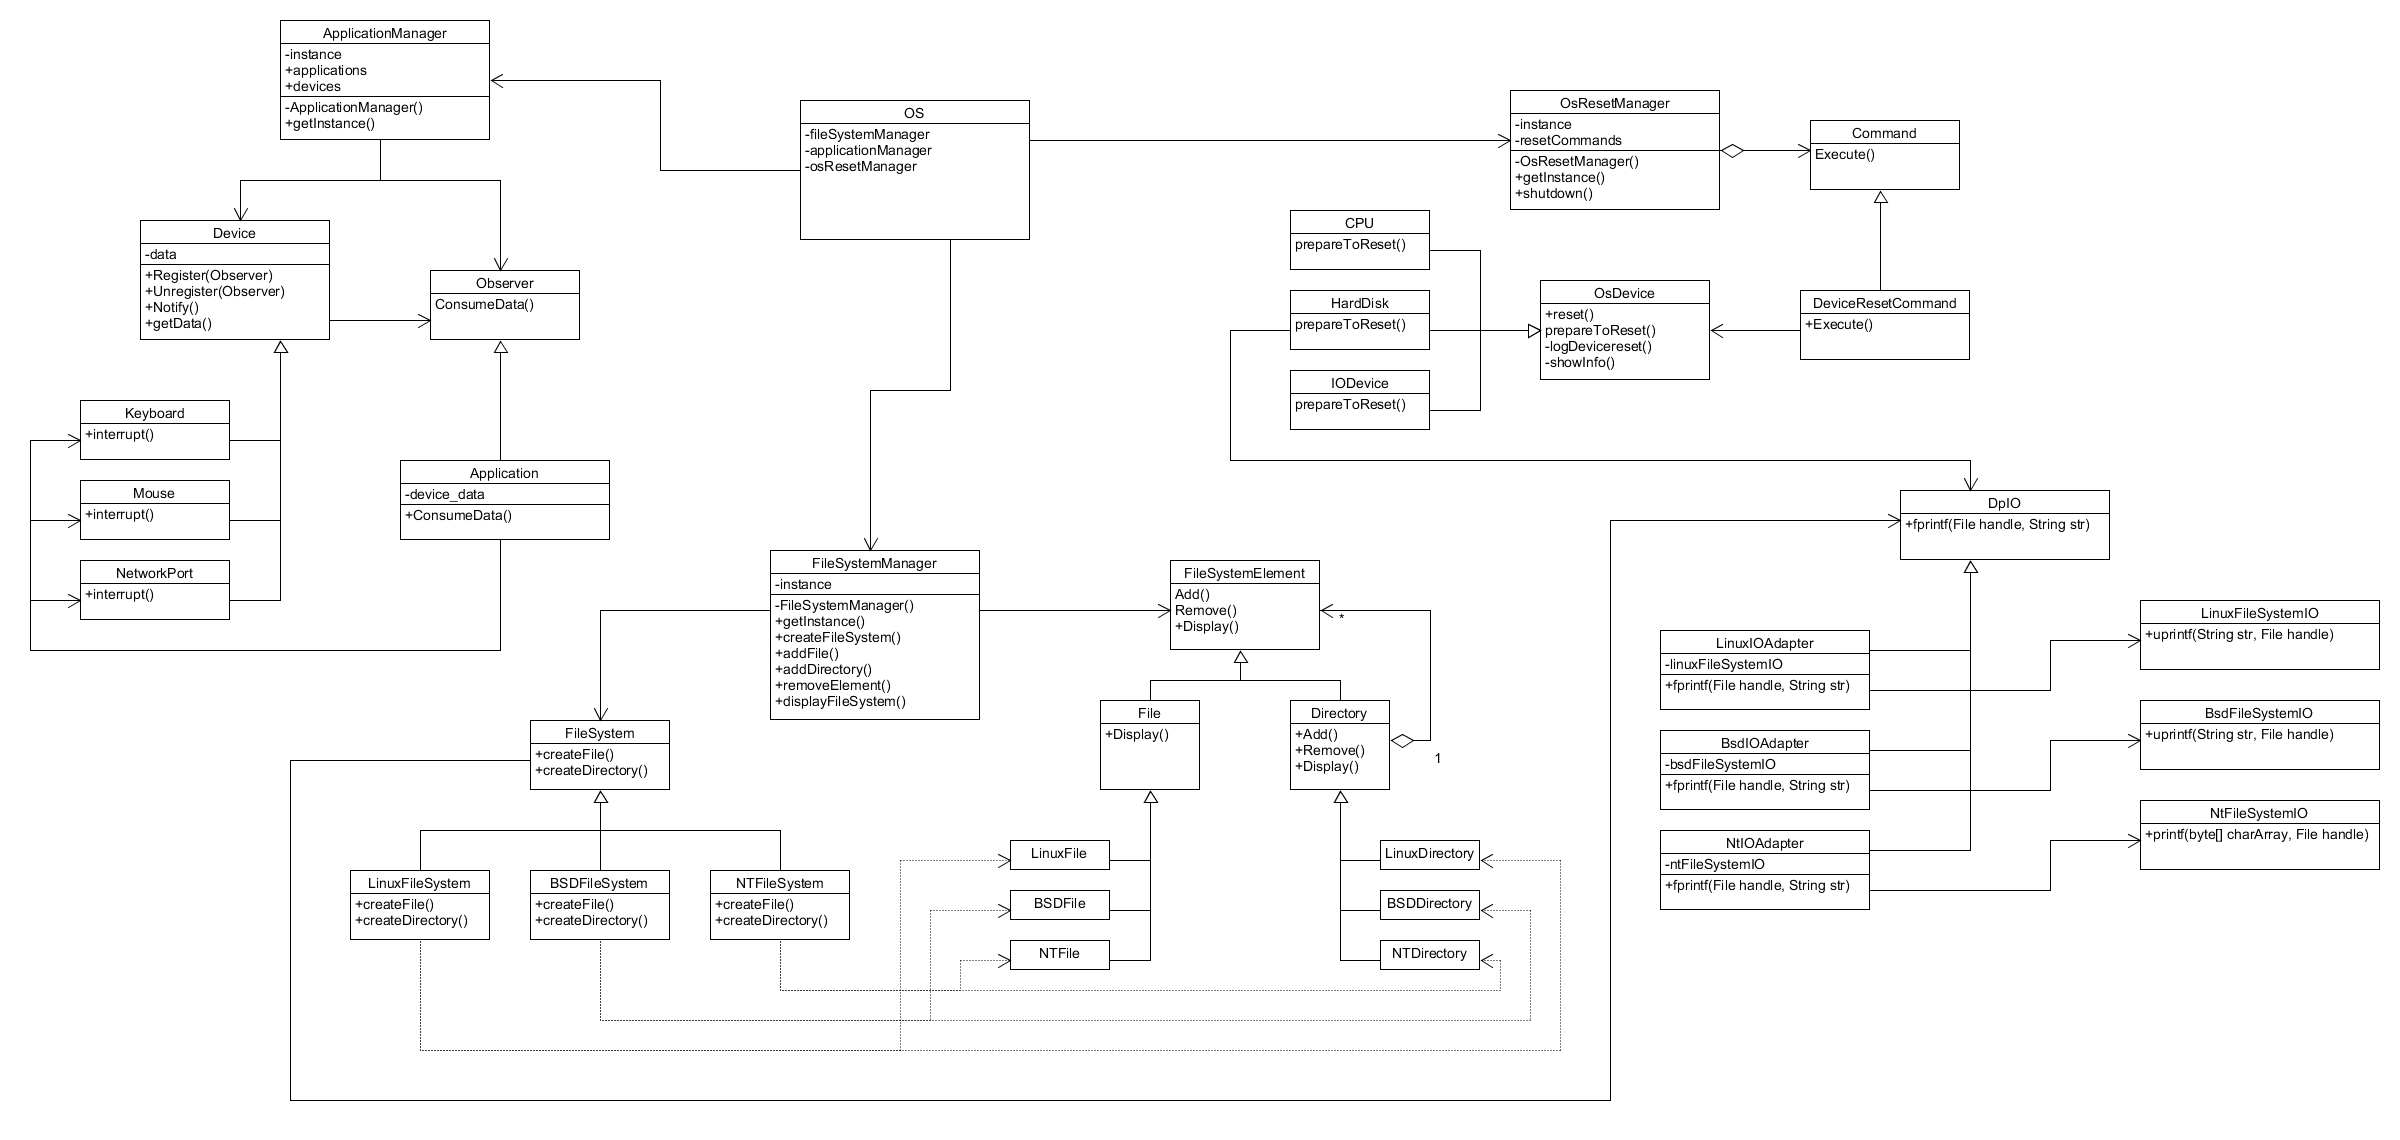 ApplicationManager
-instance
+applications
+devices
-ApplicationManager()
+getInstance()
OS
-fileSystemManager
-applicationManager
-osResetManager
OsResetManager
-instance
-resetCommands
-OsResetManager()
+getInstance()
+shutdown()
Command
Execute()
Device
-data
+Register(Observer)
+Unregister(Observer)
+Notify()
+getData()
Observer
ConsumeData()
CPU
prepareToReset()
HardDisk
prepareToReset()
IODevice
prepareToReset()
OsDevice
+reset()
prepareToReset()
-logDevicereset()
-showInfo()
DeviceResetCommand
+Execute()
Keyboard
+interrupt()
Mouse
+interrupt()
NetworkPort
+interrupt()
Application
-device_data
+ConsumeData()
DpIO
+fprintf(File handle, String str)
FileSystemManager
-instance
-FileSystemManager()
+getInstance()
+createFileSystem()
+addFile()
+addDirectory()
+removeElement()
+displayFileSystem()
FileSystemElement
Add()
Remove()
+Display()
*
File
+Display()
Directory
+Add()
+Remove()
+Display()
1
FileSystem
+createFile()
+createDirectory()
LinuxFileSystem
+createFile()
+createDirectory()
BSDFileSystem
+createFile()
+createDirectory()
NTFileSystem
+createFile()
+createDirectory()
LinuxFile
BSDFile
NTFile
LinuxDirectory
BSDDirectory
NTDirectory
LinuxIOAdapter
-linuxFileSystemIO
+fprintf(File handle, String str)
BsdIOAdapter
-bsdFileSystemIO
+fprintf(File handle, String str)
NtIOAdapter
-ntFileSystemIO
+fprintf(File handle, String str)
LinuxFileSystemIO
+uprintf(String str, File handle)
BsdFileSystemIO
+uprintf(String str, File handle)
NtFileSystemIO
+printf(byte[] charArray, File handle)